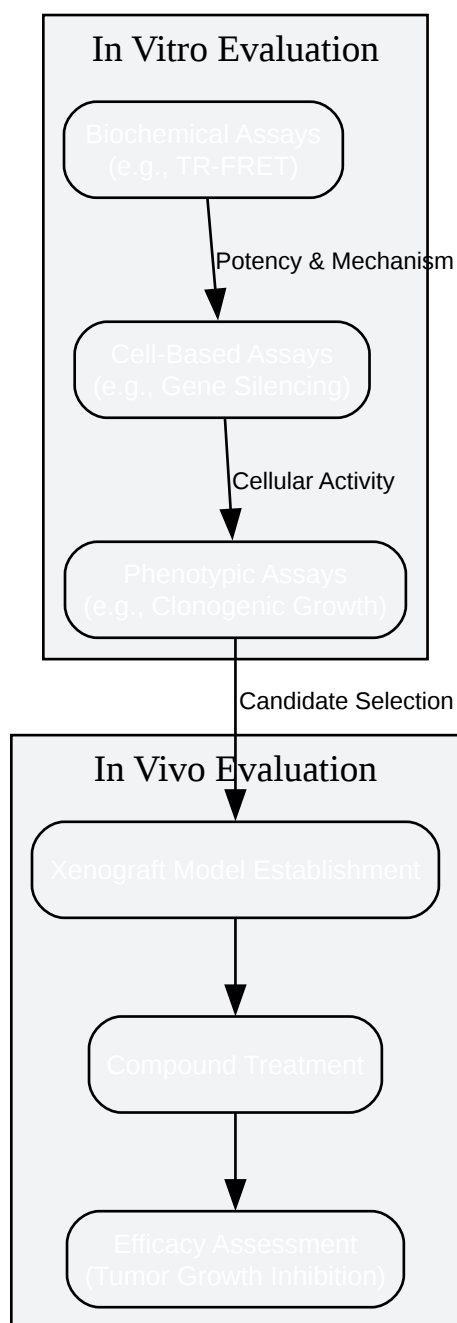 In Vitro Evaluation
Biochemical Assays
(e.g., TR-FRET)
Potency & Mechanism
Cell-Based Assays
(e.g., Gene Silencing)
Cellular Activity
Phenotypic Assays
(e.g., Clonogenic Growth)
Candidate Selection
In Vivo Evaluation
Xenograft Model Establishment
Compound Treatment
Efficacy Assessment
(Tumor Growth Inhibition)